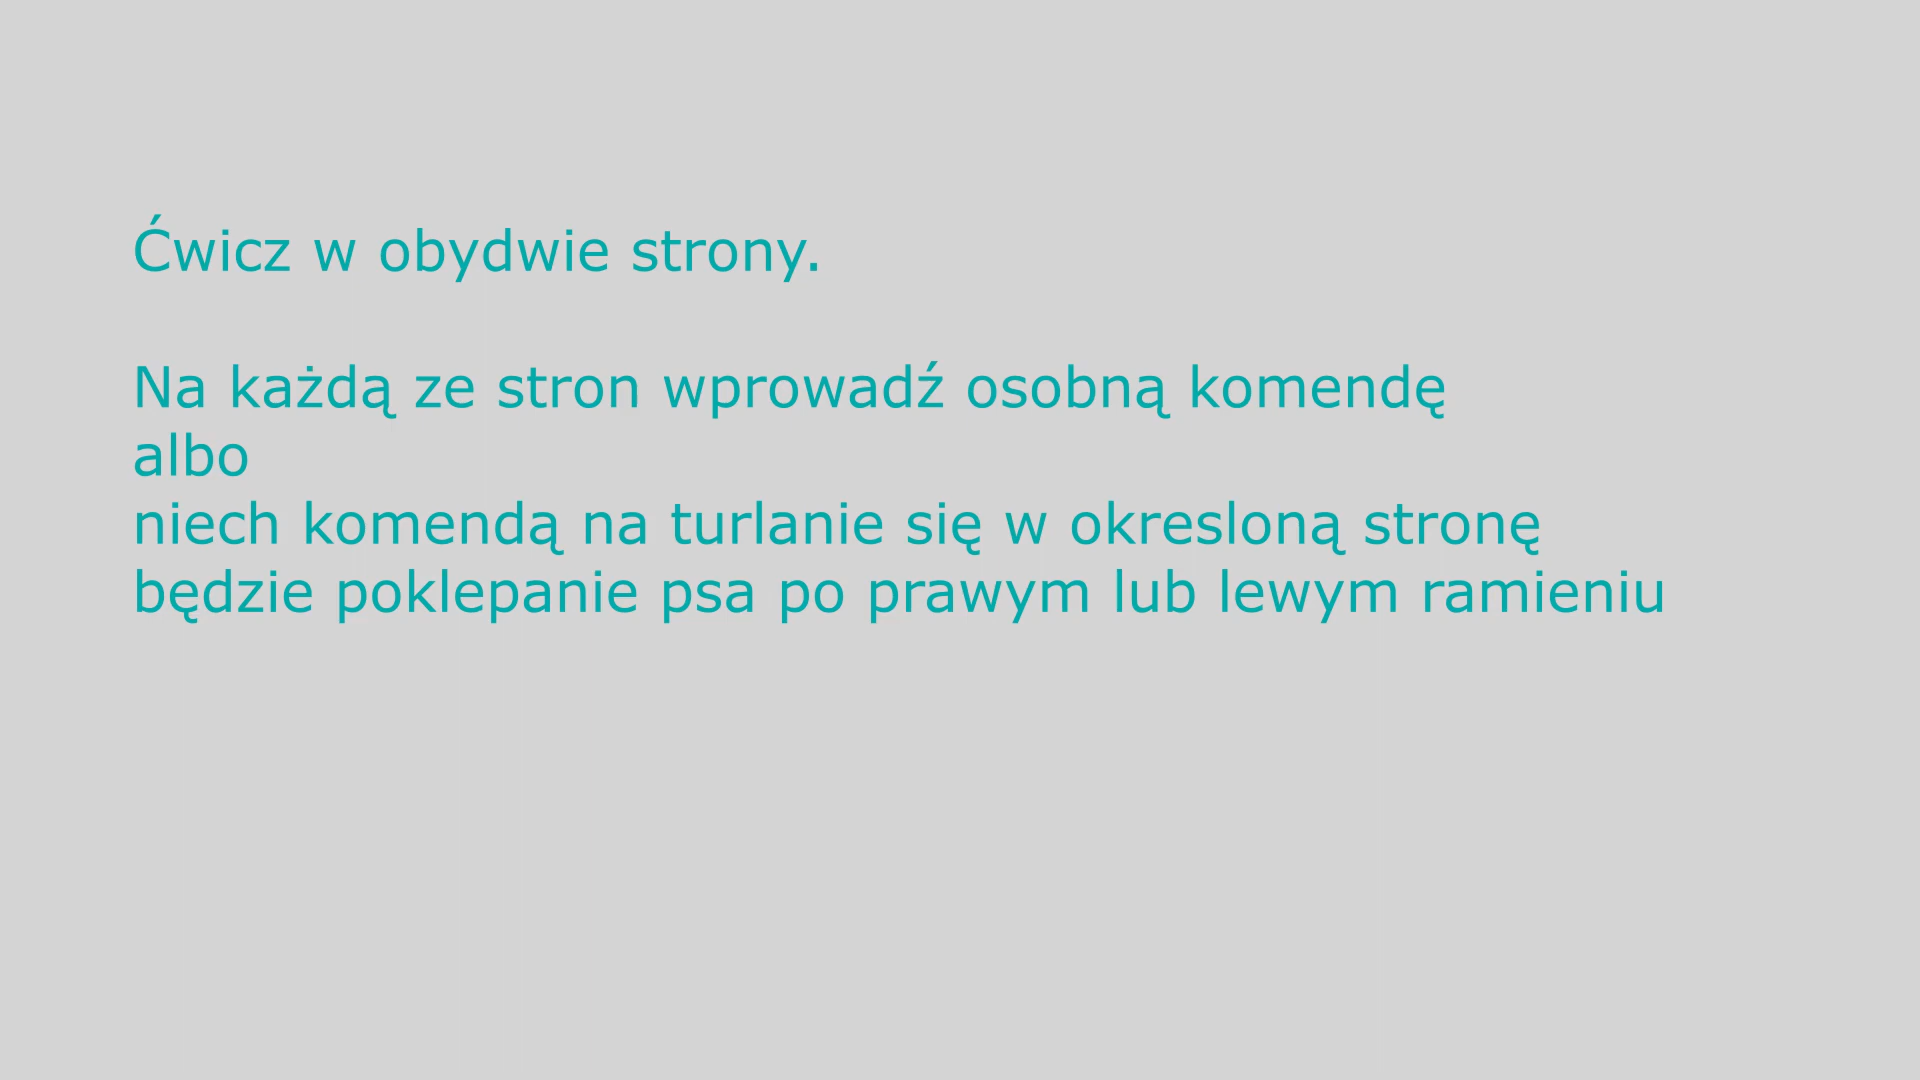 Ćwicz w obydwie strony.
Na każdą ze stron wprowadź osobną komendę
albo
niech komendą na turlanie się w okresloną stronę
będzie poklepanie psa po prawym lub lewym ramieniu